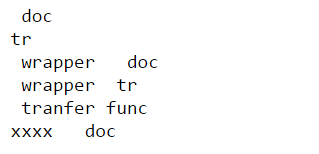 doc
tr
wrapper doc
wrapper tr
tranfer func
xxxx doc